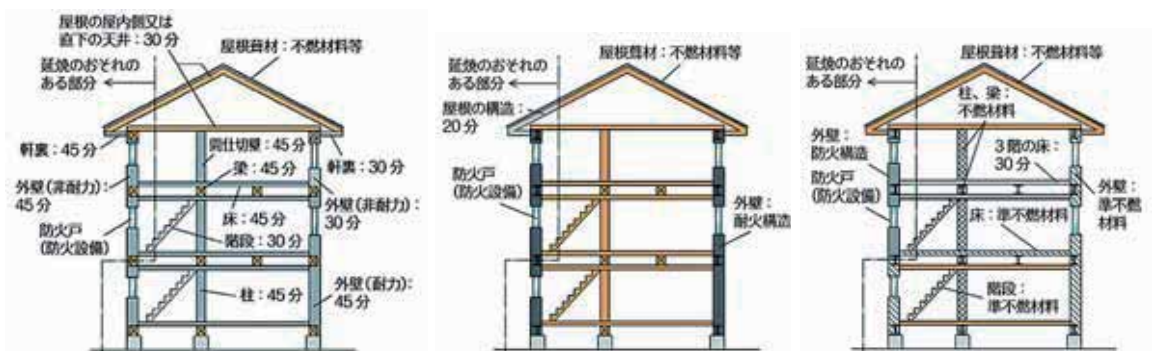 屋根の屋内側又は
直下の天井：30分
屋根葺材：不燃材料等
延焼のおそれの
ある部分
軒裏：45分
間仕切壁：45分
軒裏：30分
梁：45分
外壁（非耐力）：
45分
床：45分
外壁（非耐力）：
30分
防火戸
（防火設備）
階段：30分
柱：45分
外壁（耐力）：
45分
屋根葺材：不燃材料等
延焼のおそれの
ある部分
屋根の構造：
20分
防火戸
（防火設備）
外壁：
耐火構造
屋根葺材：不燃材料等
延焼のおそれの
ある部分
柱、梁：
不燃材料
外壁：
防火構造
3階の床：
30分
防火戸
（防火設備）
外壁：
準不燃
材料
床：準不燃材料
階段：
準不燃材料